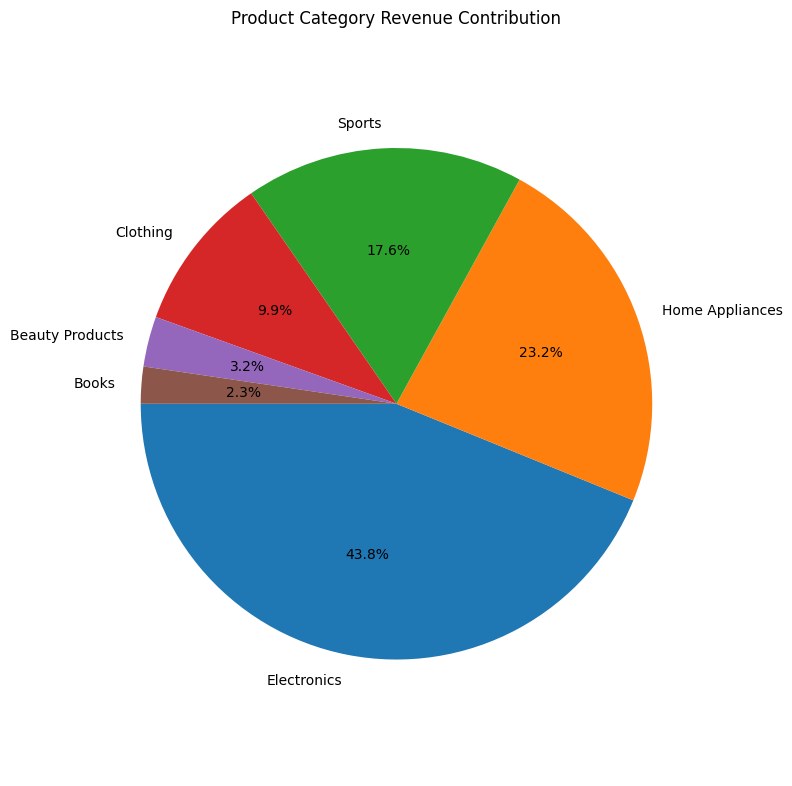 Product Category Revenue Contribution
Sports
Clothing
17.6%
Home Appliances
9.9%
Beauty Products
23.2%
3.2%
Books
2.3%
43.8%
Electronics